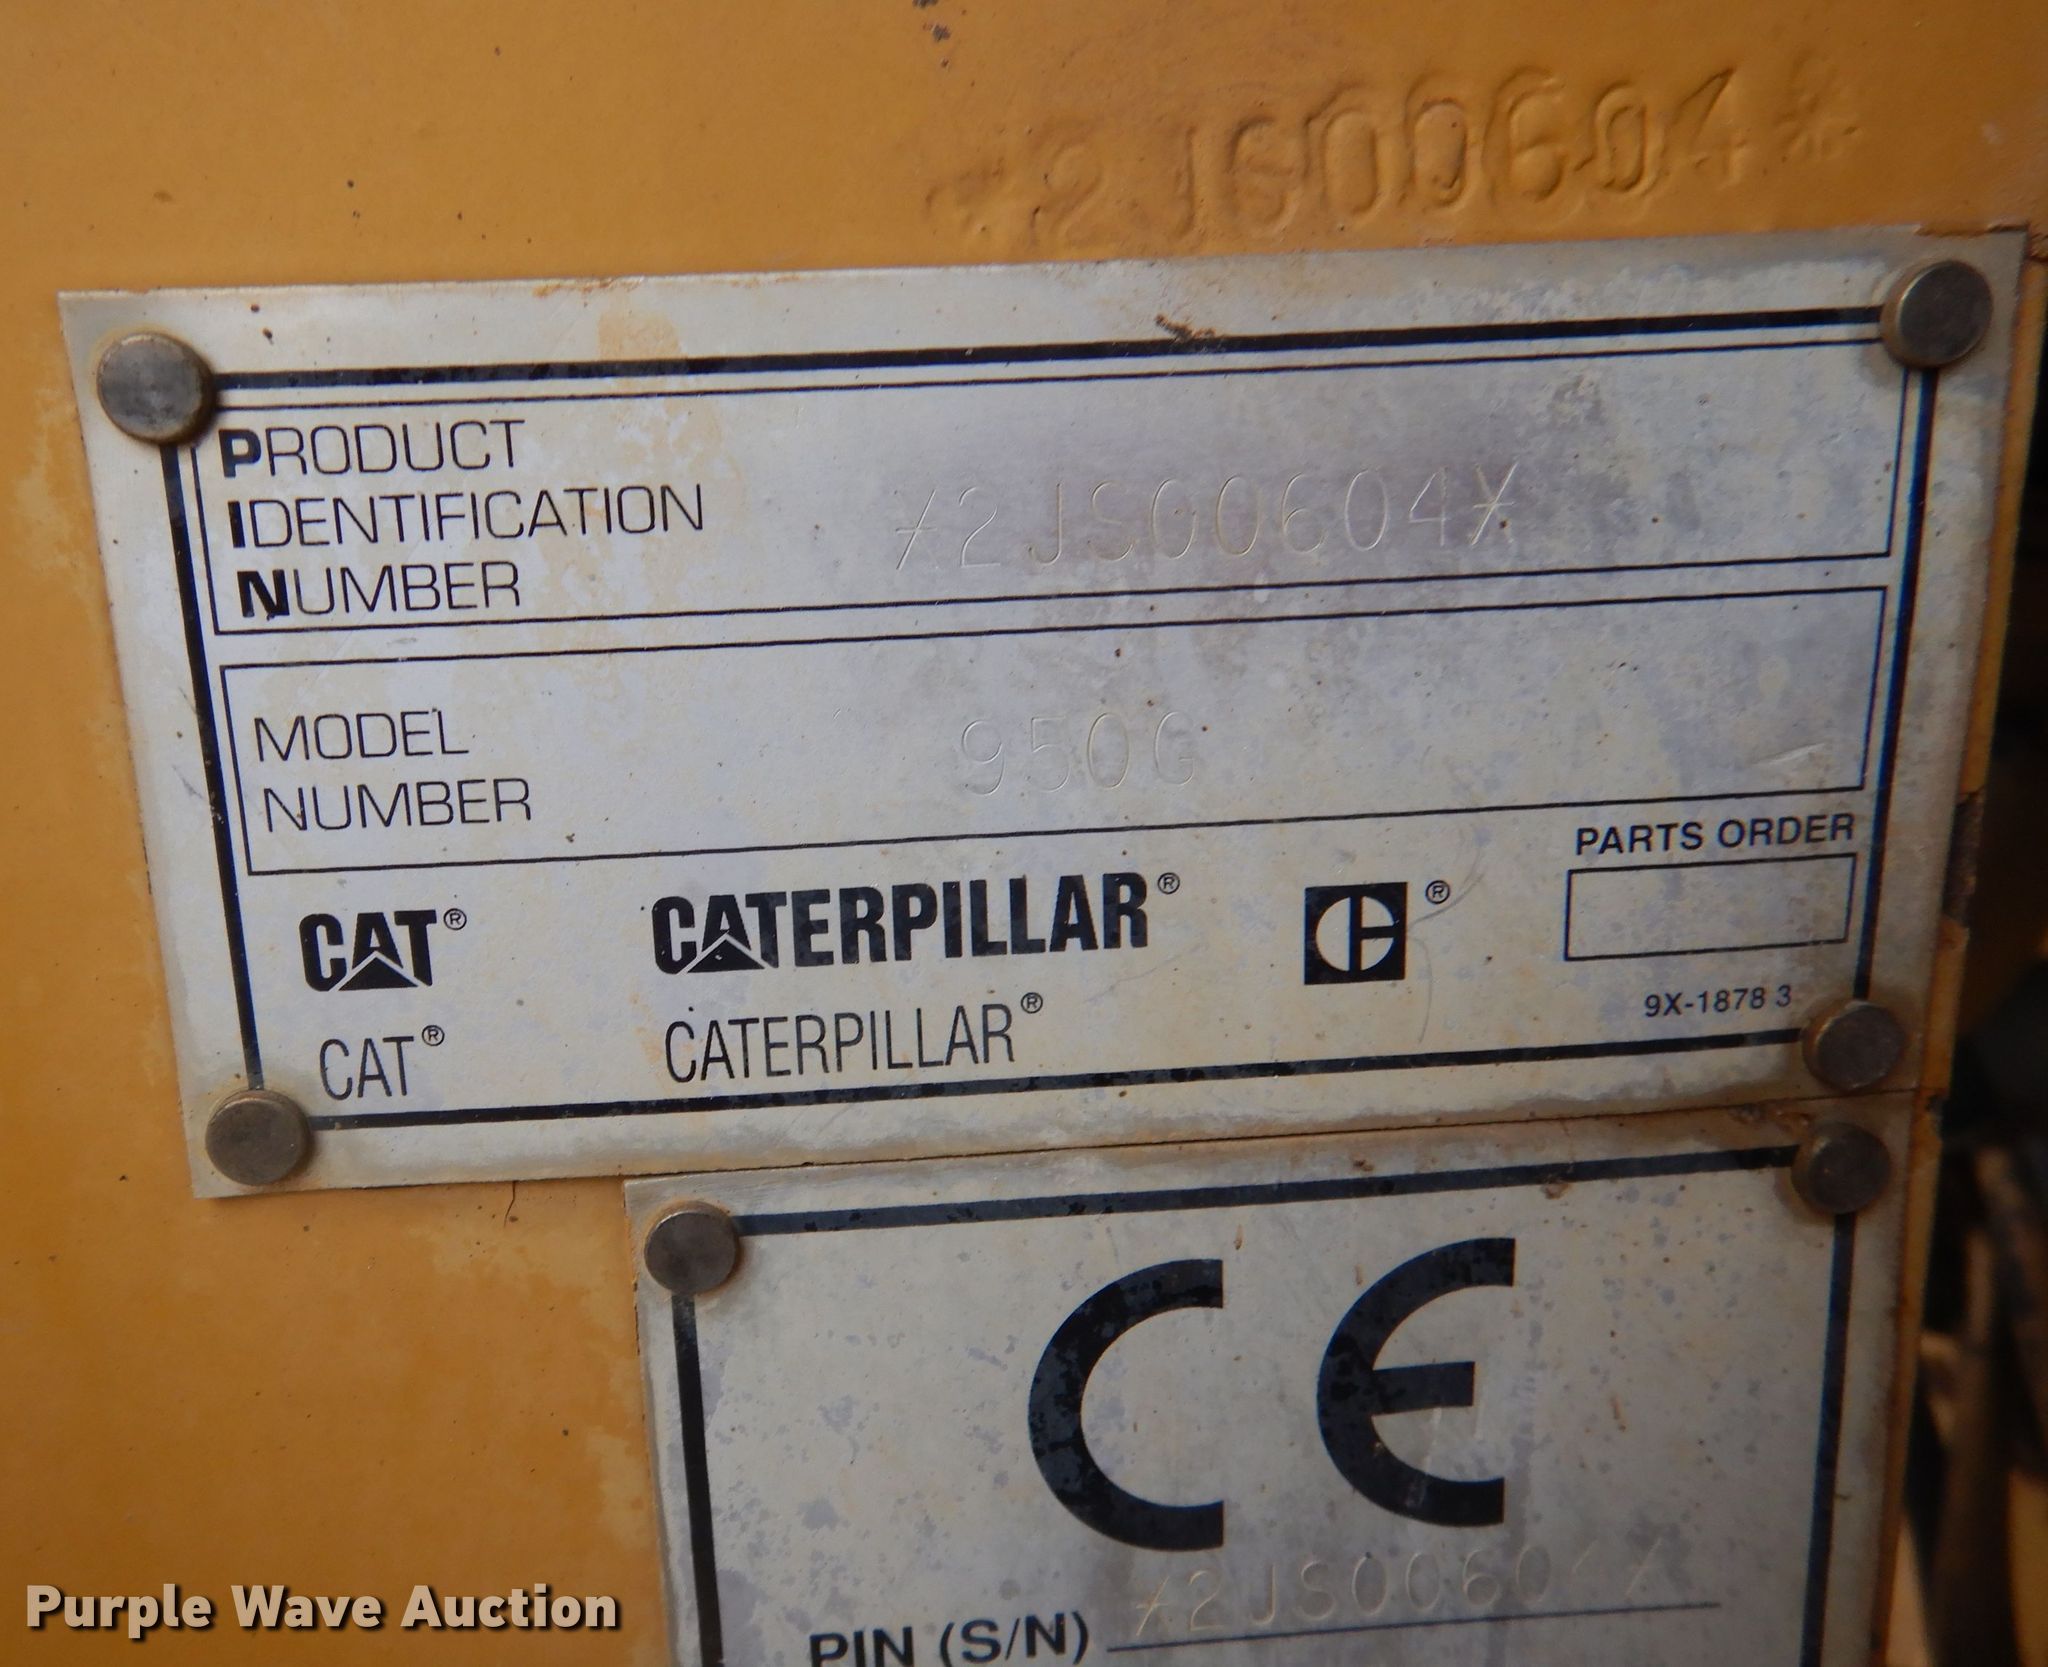 *2JS00604*
PRODUCT
IDENTIFICATION
NUMBER
*2JS00604*
MODEL
NUMBER
950G
CAT®
CATERPILLAR®
®
PARTS ORDER
CAT®
CATERPILLAR®
9X-1878 3
CE
PIN (S/N) *2JS00604*
Purple Wave Auction